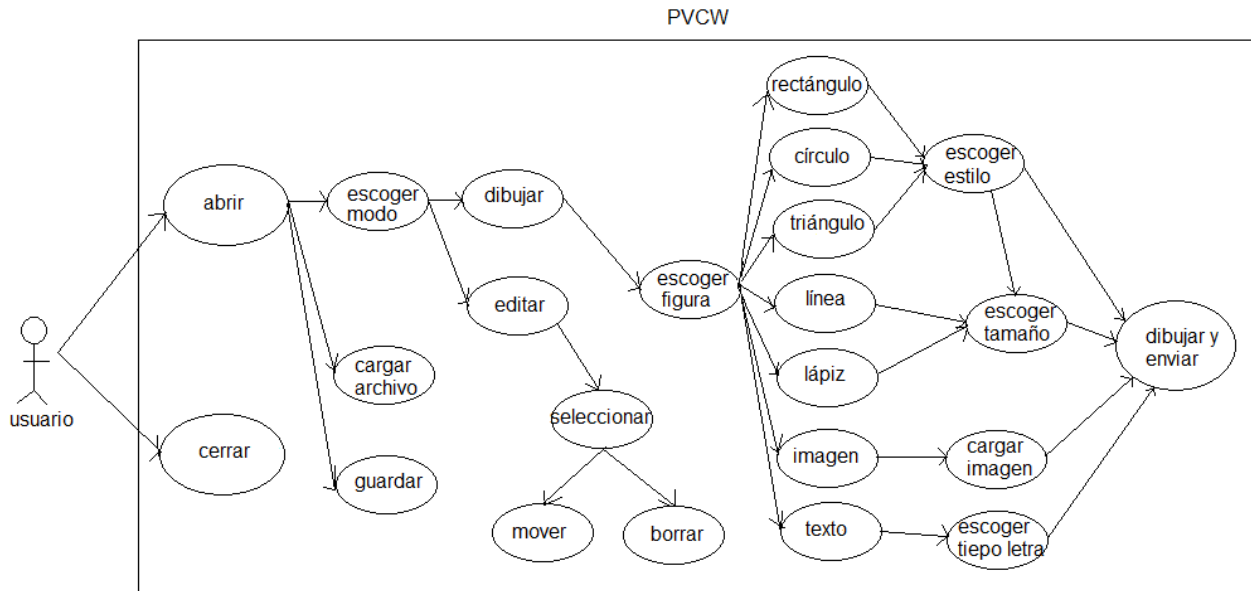 PVCW
usuario
abrir
cerrar
escoger
modo
cargar
archivo
guardar
dibujar
editar
seleccionar
mover
borrar
escoger
figura
rectángulo
círculo
triángulo
línea
lápiz
imagen
texto
escoger
estilo
escoger
tamaño
cargar
imagen
escoger
tiepo letra
dibujar y
enviar